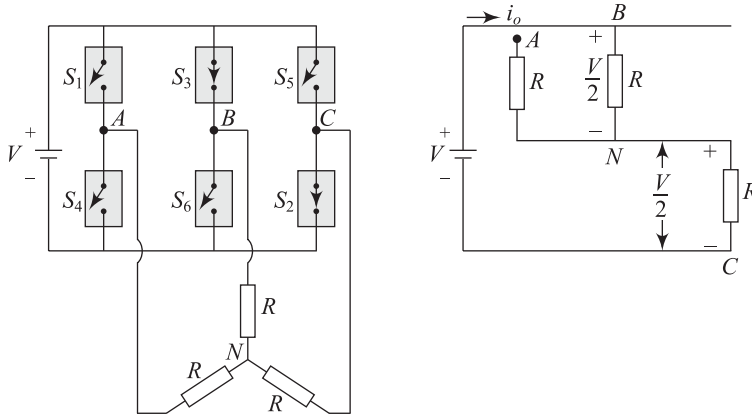 S1 S3 S5
A B C
V + −
S4 S6 S2
R
N
R R
i_o B
A +
R V/2 R
−
N
V + −
V/2
+
R
−
C